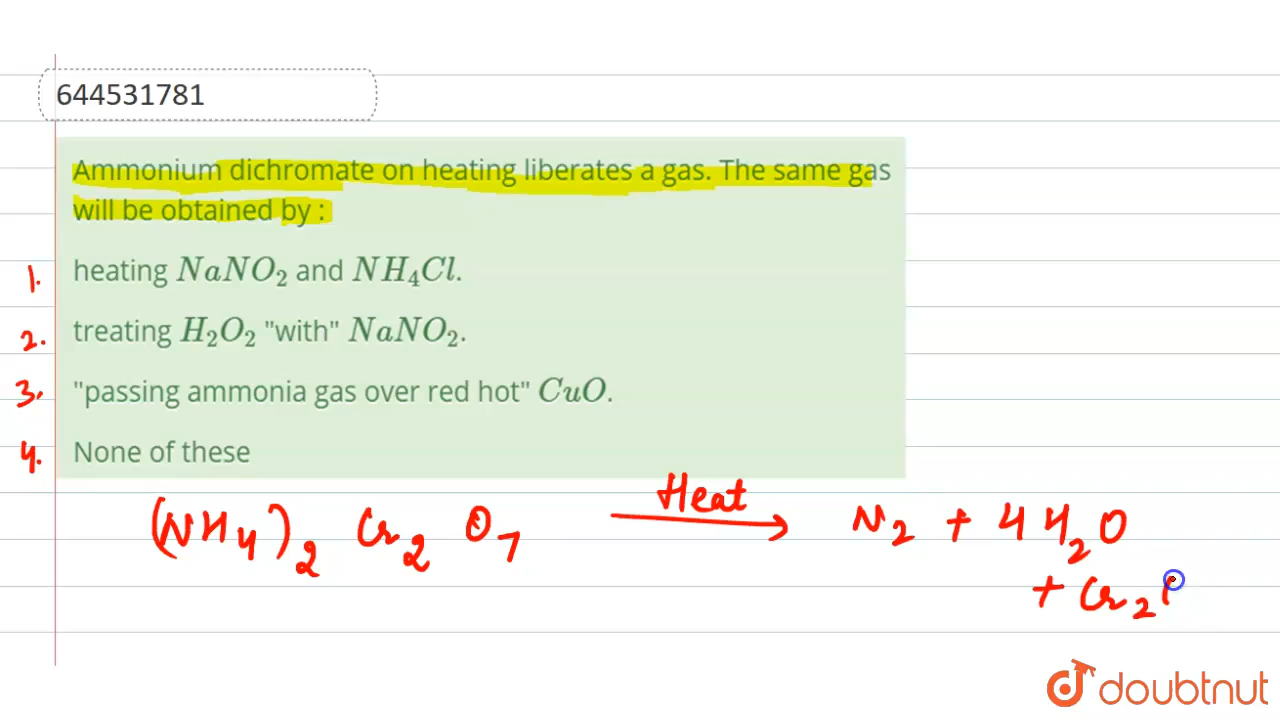 644531781
Ammonium dichromate on heating liberates a gas. The same gas
will be obtained by :
1. heating NaNO₂ and NH₄Cl.
2. treating H₂O₂ "with" NaNO₂.
3. "passing ammonia gas over red hot" CuO.
4. None of these
Heat
(NH₄)₂ Cr₂ O₇ → N₂ + 4H₂O
+ Cr₂
doubtnut